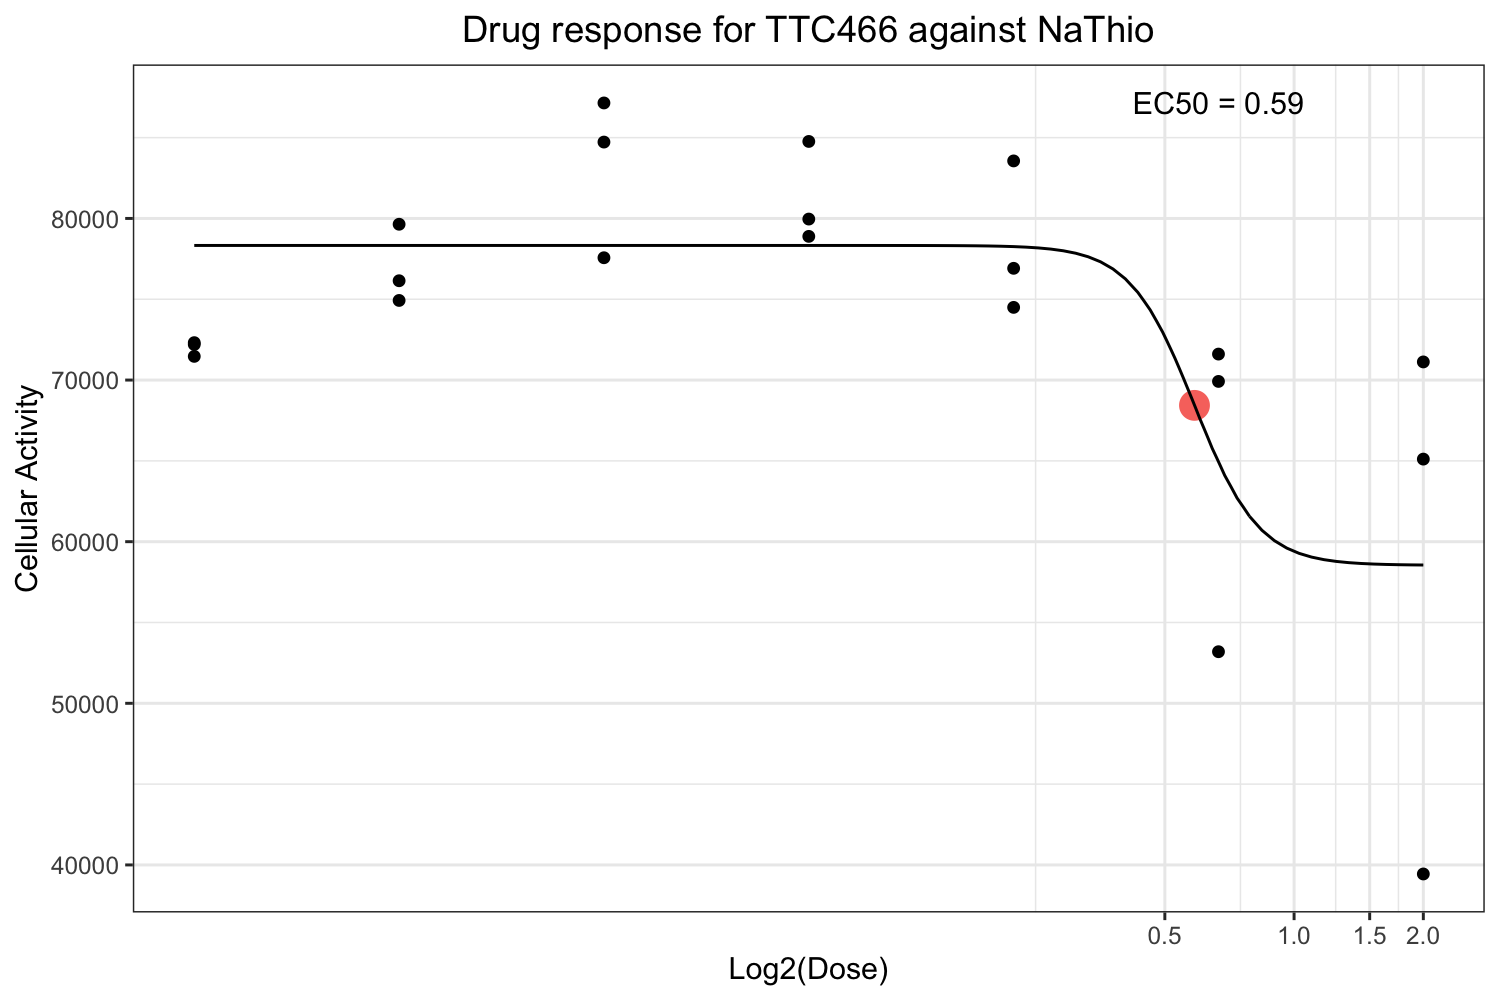 Drug response for TTC466 against NaThio
EC50 = 0.59
80000
70000
60000
50000
40000
Cellular Activity
0.5 1.0 1.5 2.0
Log2(Dose)